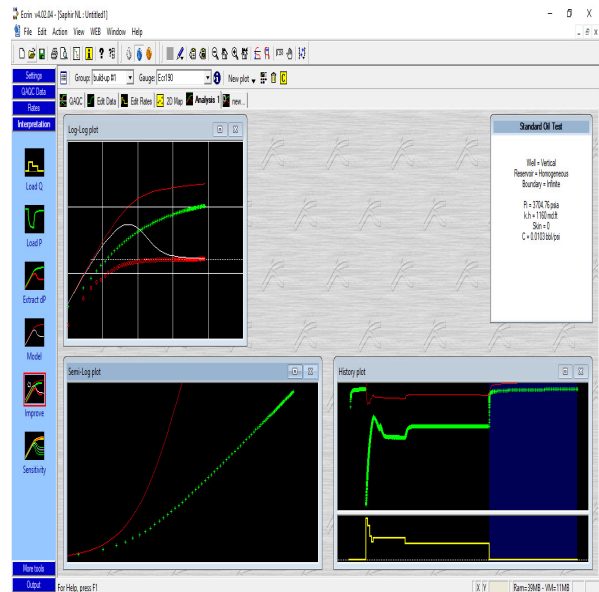 Ecrin v4.02.04 - [Saphir NL : Untitled1]
File Edit Action View WEB Window Help
Settings
Group: build-up #1 Gauge: Ecr190 New plot
QA/QC Data
Rates
QAQC Edit Data Edit Rates 2D Map Analysis 1 new...
Interpretation
Log-Log plot
Standard Oil Test
Well = Vertical
Reservoir = Homogeneous
Boundary = Infinite
Pi = 3704.76 psia
k.h = 1160 md.ft
Skin = 0
C = 0.0103 bbl/psi
Load Q
Load P
Extract dP
Model
Improve
Sensitivity
Semi-Log plot
History plot
More tools
Output
For Help, press F1
X Y Ram=39MB - VM=11MB